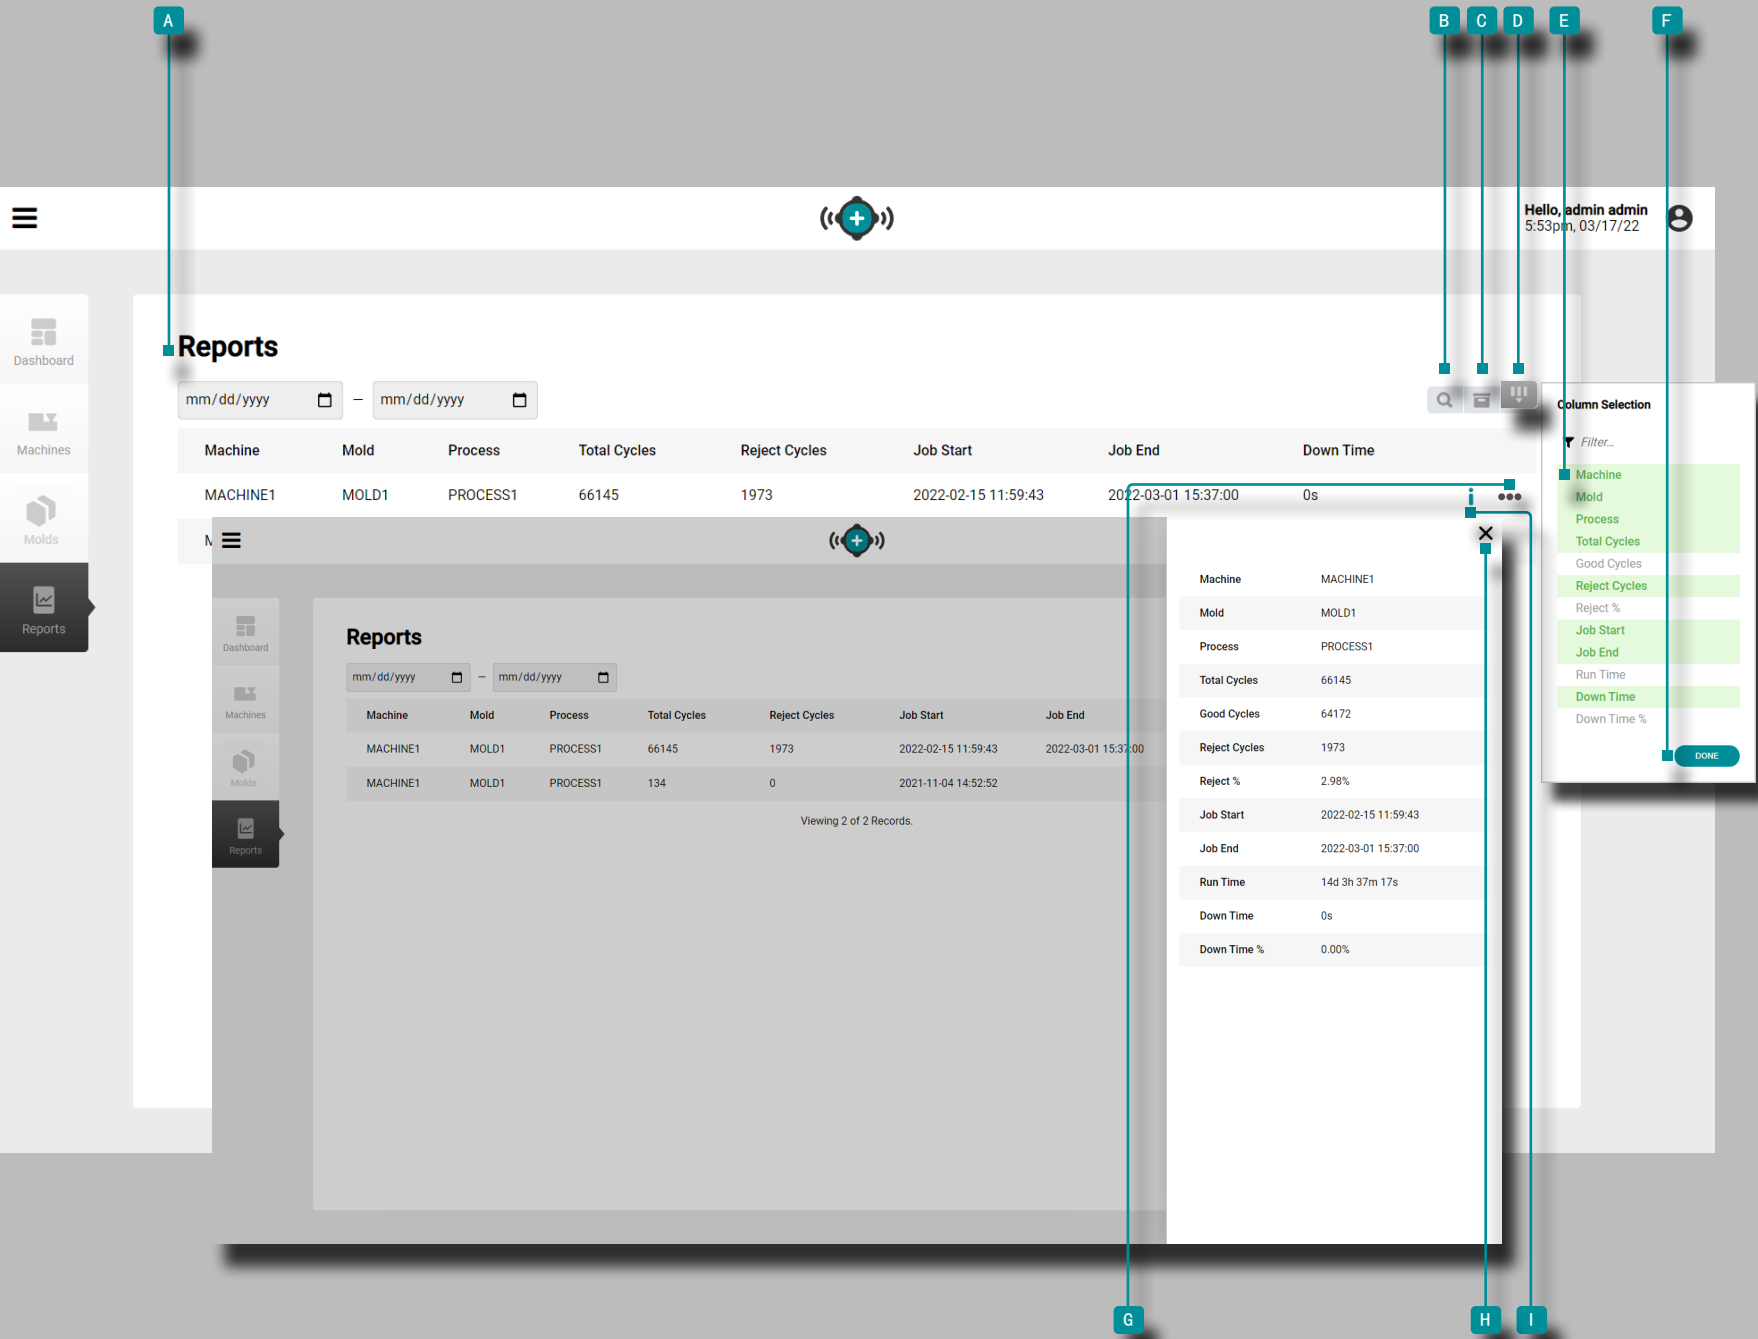 A B C D E F
Hello, admin admin
5:53pm, 03/17/22
Dashboard
Machines
Molds
Reports
Reports
mm/dd/yyyy – mm/dd/yyyy
Machine Mold Process Total Cycles Reject Cycles Job Start Job End Down Time
MACHINE1 MOLD1 PROCESS1 66145 1973 2022-02-15 11:59:43 2022-03-01 15:37:00 0s
Column Selection
Filter...
Machine
Mold
Process
Total Cycles
Good Cycles
Reject Cycles
Reject %
Job Start
Job End
Run Time
Down Time
Down Time %
DONE
Dashboard
Machines
Molds
Reports
Reports
mm/dd/yyyy – mm/dd/yyyy
Machine Mold Process Total Cycles Reject Cycles Job Start Job End
MACHINE1 MOLD1 PROCESS1 66145 1973 2022-02-15 11:59:43 2022-03-01 15:37:00
MACHINE1 MOLD1 PROCESS1 134 0 2021-11-04 14:52:52
Viewing 2 of 2 Records.
Machine MACHINE1
Mold MOLD1
Process PROCESS1
Total Cycles 66145
Good Cycles 64172
Reject Cycles 1973
Reject % 2.98%
Job Start 2022-02-15 11:59:43
Job End 2022-03-01 15:37:00
Run Time 14d 3h 37m 17s
Down Time 0s
Down Time % 0.00%
G H I